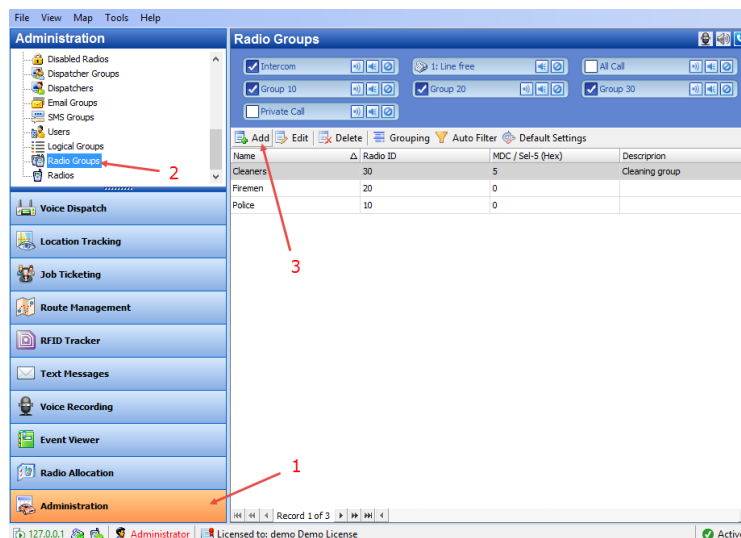 File View Map Tools Help
Administration
Radio Groups
Disabled Radios
Dispatcher Groups
Dispatchers
Email Groups
SMS Groups
Users
Logical Groups
Radio Groups
Radios
2
Intercom
1: Line free
All Call
Group 10
Group 20
Group 30
Private Call
Add Edit Delete Grouping Auto Filter Default Settings
Name Radio ID MDC / Sel-5 (Hex) Descriprion
Cleaners 30 5 Cleaning group
Firemen 20 0
Police 10 0
3
Voice Dispatch
Location Tracking
Job Ticketing
Route Management
RFID Tracker
Text Messages
Voice Recording
Event Viewer
Radio Allocation
Administration
1
Record 1 of 3
127.0.0.1 Administrator Licensed to: demo Demo License Active